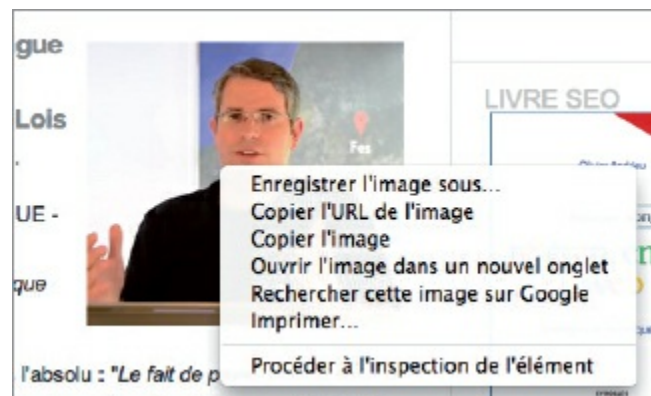 gue
Lois
UE -
que
l'absolu : "Le fait de p
Fes
LIVRE SEO
Enregistrer l'image sous...
Copier l'URL de l'image
Copier l'image
Ouvrir l'image dans un nouvel onglet
Rechercher cette image sur Google
Imprimer...
Procéder à l'inspection de l'élément